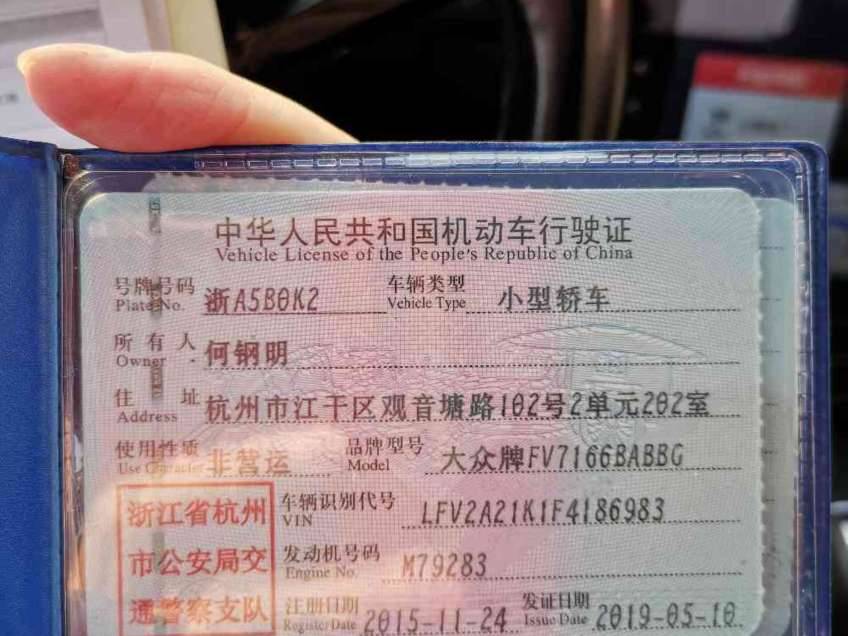 中华人民共和国机动车行驶证
Vehicle License of the People's Republic of China
号牌号码 浙A5B0K2 车辆类型 小型轿车
Plate No. Vehicle Type
所有人 何钢明
Owner
住址 杭州市江干区观音塘路102号2单元202室
Address
使用性质 非营运 品牌型号 大众牌FV7166BABBG
Use Character Model
浙江省杭州
市公安局交
通警察支队
车辆识别代号 LFV2A21K1F4186983
VIN
发动机号码 M79283
Engine No.
注册日期 2015-11-24 发证日期 2019-05-10
Register Date Issue Date